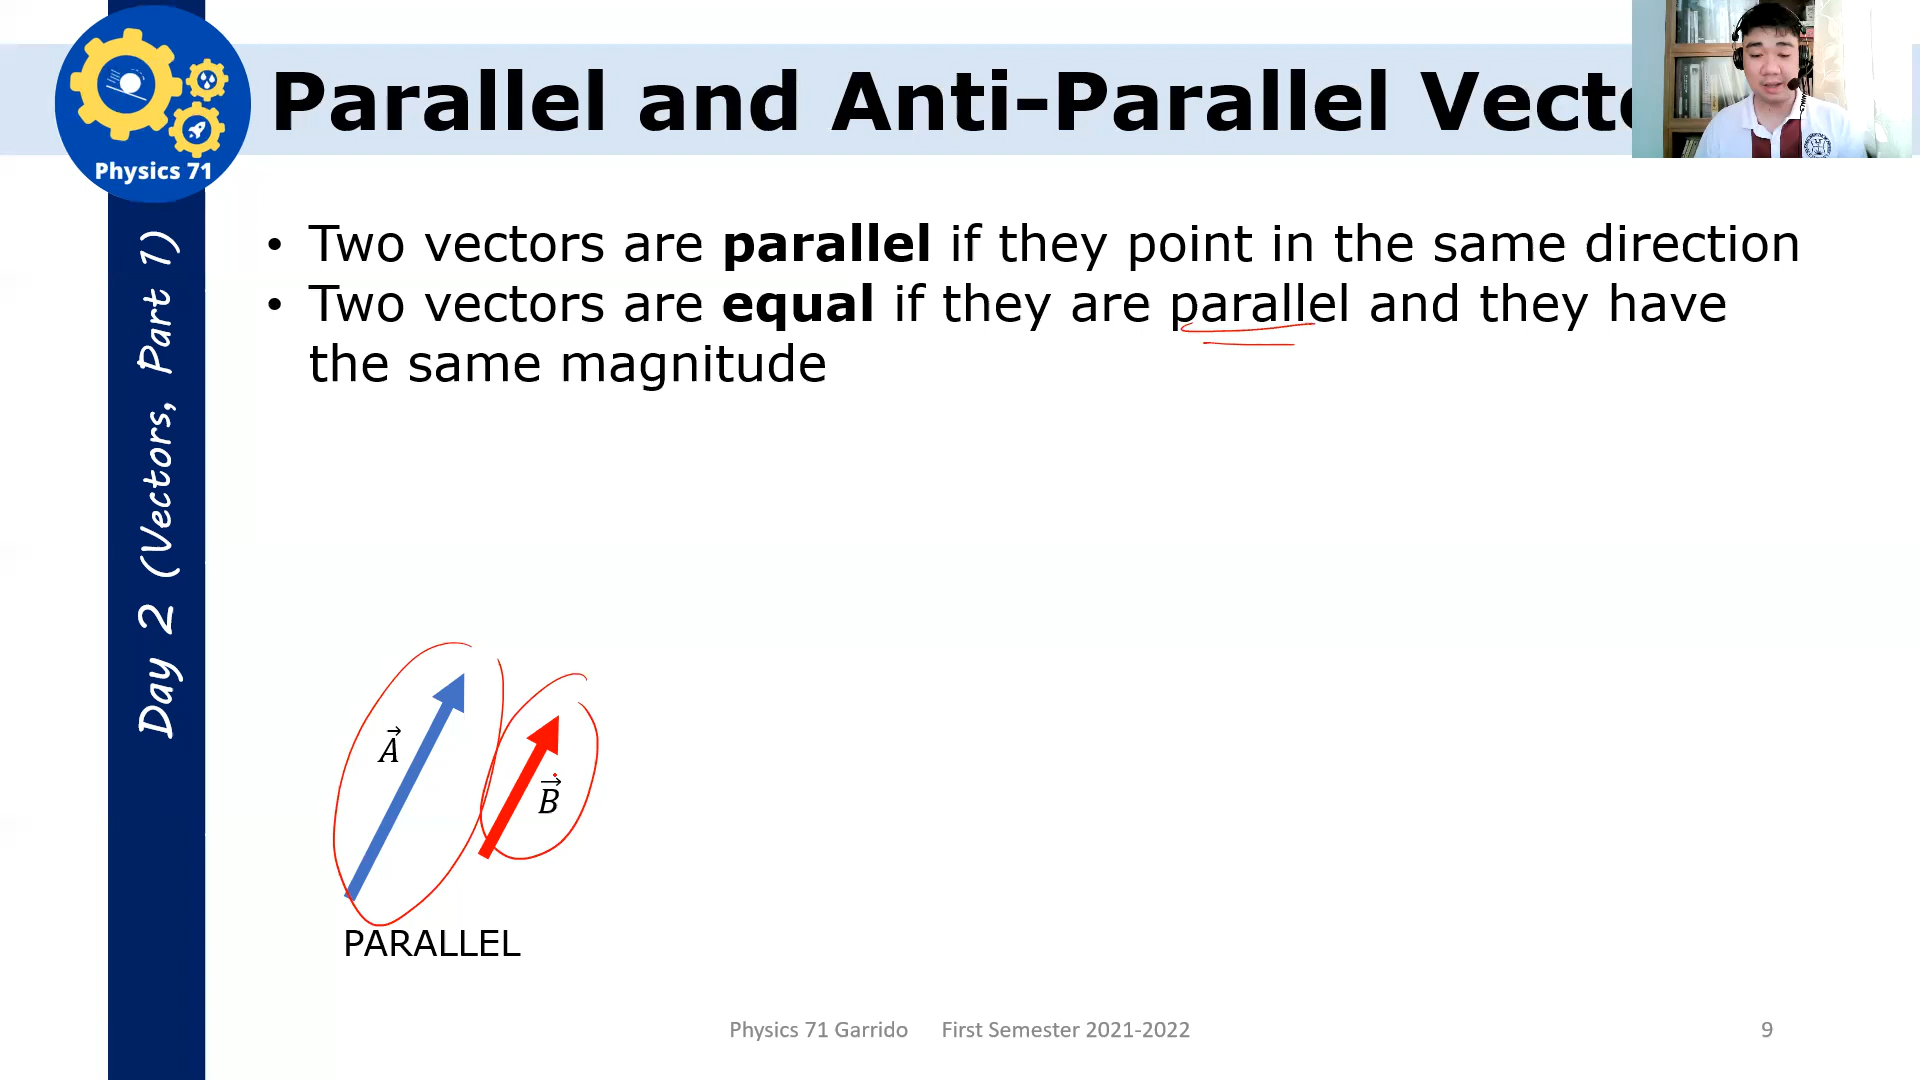 Parallel and Anti-Parallel
Physics 71
Day 2 (Vectors, Part 1)
• Two vectors are parallel if they point in the same direction
• Two vectors are equal if they are parallel and they have
the same magnitude
A⃗
B⃗
PARALLEL
Physics 71 Garrido First Semester 2021-2022
9